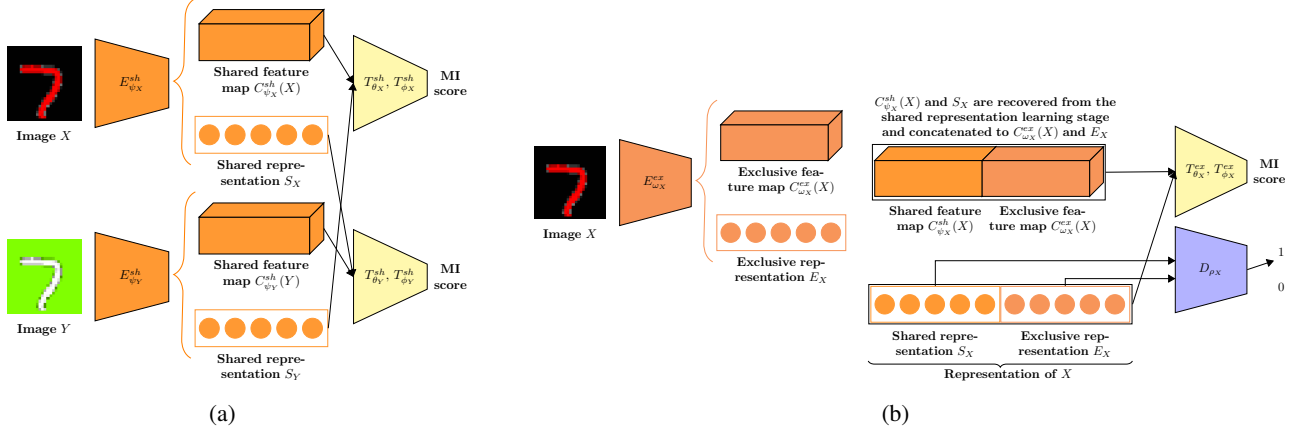 Image X
E^{sh}_{ψ_X}
Shared feature
map C^{sh}_{ψ_X}(X)
Shared repre-
sentation S_X
T^{sh}_{θ_X}, T^{sh}_{ϕ_X}
MI
score
Image Y
E^{sh}_{ψ_Y}
Shared feature
map C^{sh}_{ψ_Y}(Y)
Shared repre-
sentation S_Y
T^{sh}_{θ_Y}, T^{sh}_{ϕ_Y}
MI
score
(a)
Image X
E^{ex}_{ω_X}
Exclusive fea-
ture map C^{ex}_{ω_X}(X)
Exclusive rep-
resentation E_X
C^{sh}_{ψ_X}(X) and S_X are recovered from the
shared representation learning stage
and concatenated to C^{ex}_{ω_X}(X) and E_X
Shared feature
map C^{sh}_{ψ_X}(X)
Exclusive fea-
ture map C^{ex}_{ω_X}(X)
T^{ex}_{θ_X}, T^{ex}_{ϕ_X}
MI
score
D_{ρ_X}
1
0
Shared repre-
sentation S_X
Exclusive rep-
resentation E_X
Representation of X
(b)